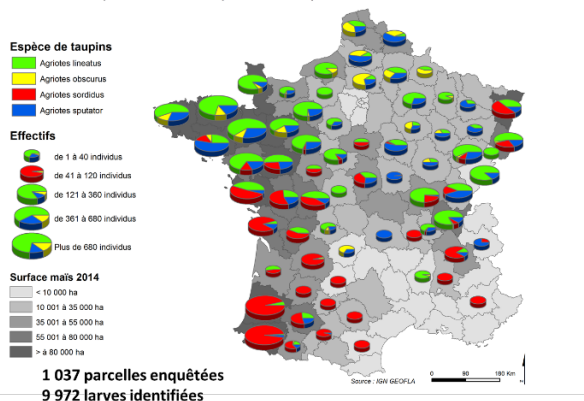 Espèce de taupins
Agriotes lineatus
Agriotes obscurus
Agriotes sordidus
Agriotes sputator
Effectifs
de 1 à 40 individus
de 41 à 120 individus
de 121 à 360 individus
de 361 à 680 individus
Plus de 680 individus
Surface maïs 2014
< 10 000 ha
10 001 à 35 000 ha
35 001 à 55 000 ha
55 001 à 80 000 ha
> à 80 000 ha
1 037 parcelles enquêtées
9 972 larves identifiées
Source : IGN GEOFLA
0 90 180 Km